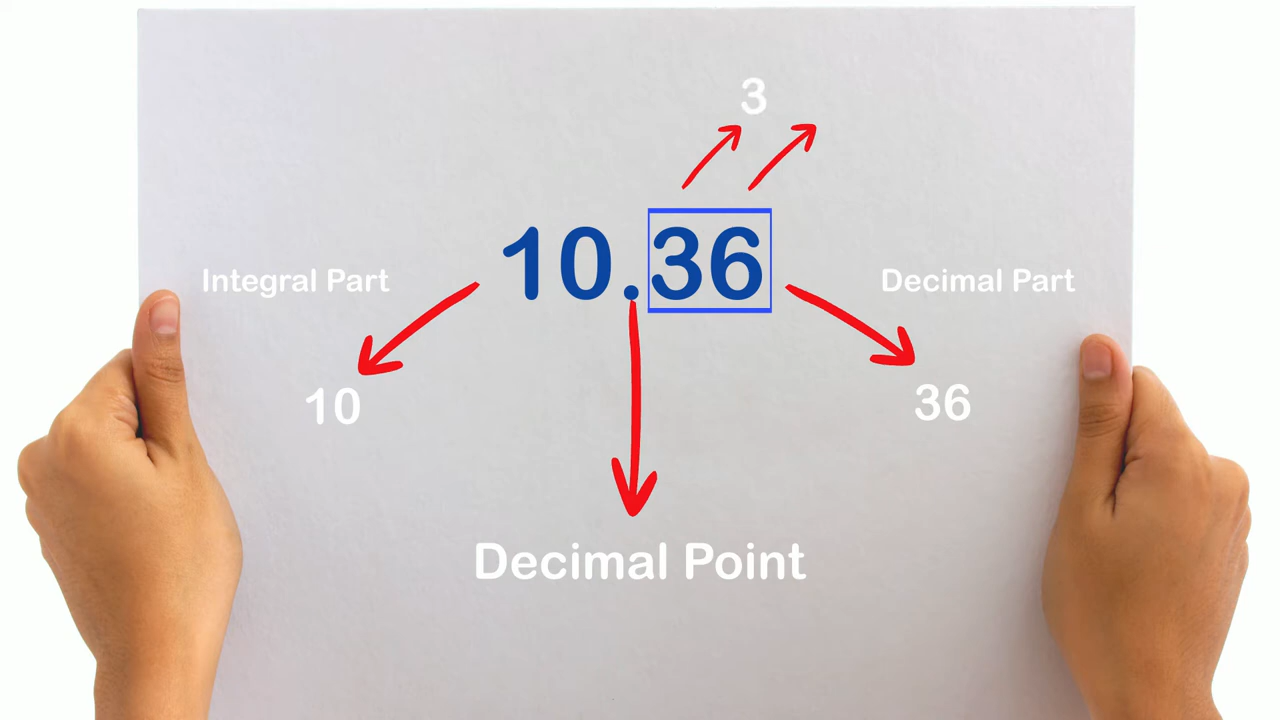 3
10.36
Integral Part
Decimal Part
10
36
Decimal Point